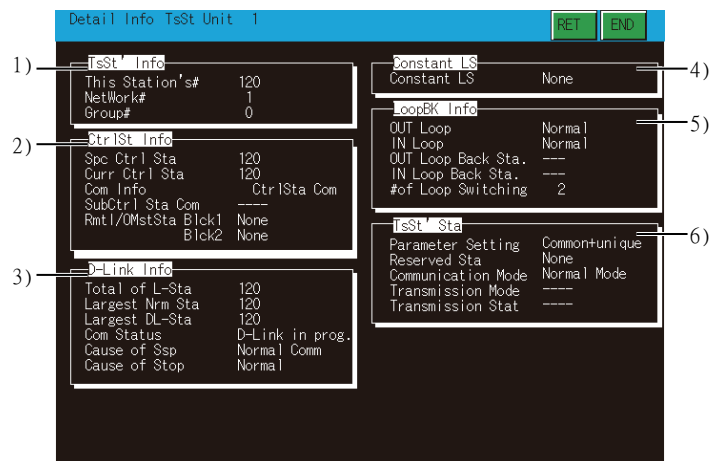 Detail Info TsSt Unit 1 RET END
1)
TsSt' Info
This Station's# 120
NetWork# 1
Group# 0
2)
CtrlSt Info
Spc Ctrl Sta 120
Curr Ctrl Sta 120
Com Info CtrlSta Com
SubCtrl Sta Com ----
RmtI/OMstSta Blck1 None
Blck2 None
3)
D-Link Info
Total of L-Sta 120
Largest Nrm Sta 120
Largest DL-Sta 120
Com Status D-Link in prog.
Cause of Ssp Normal Comm
Cause of Stop Normal
4)
Constant LS
Constant LS None
5)
LoopBK Info
OUT Loop Normal
IN Loop Normal
OUT Loop Back Sta. ---
IN Loop Back Sta. ---
#of Loop Switching 2
6)
TsSt' Sta
Parameter Setting Common+unique
Reserved Sta None
Communication Mode Normal Mode
Transmission Mode ----
Transmission Stat ----